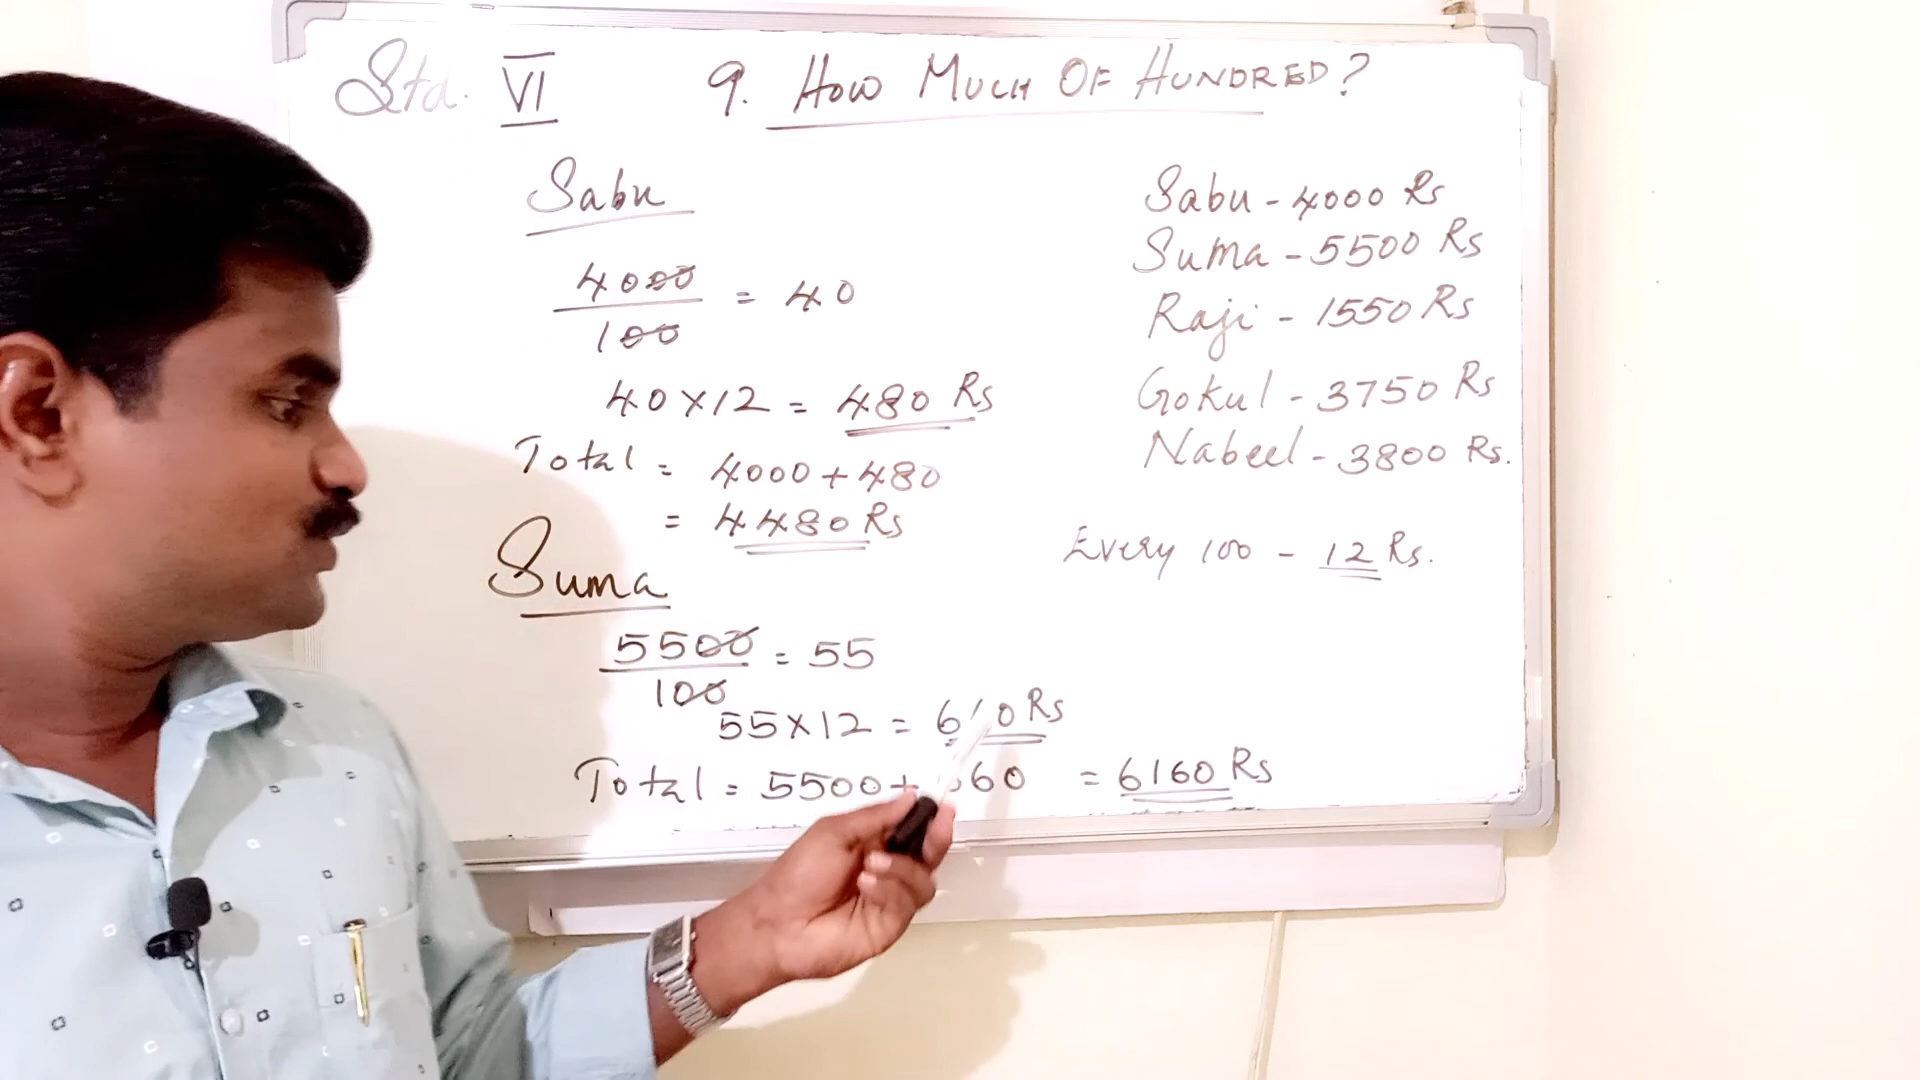 Std. VI 9. HOW MUCH OF HUNDRED?
Sabu
4000
100
= 40
40 × 12 = 480 Rs
Total = 4000 + 480
= 4480 Rs
Suma
5500
100
= 55
55 × 12 = Rs
Total = 5500 + = 6160 Rs
Sabu - 4000 Rs
Suma - 5500 Rs
Raji - 1550 Rs
Gokul - 3750 Rs
Nabeel - 3800 Rs.
Every 100 - 12 Rs.